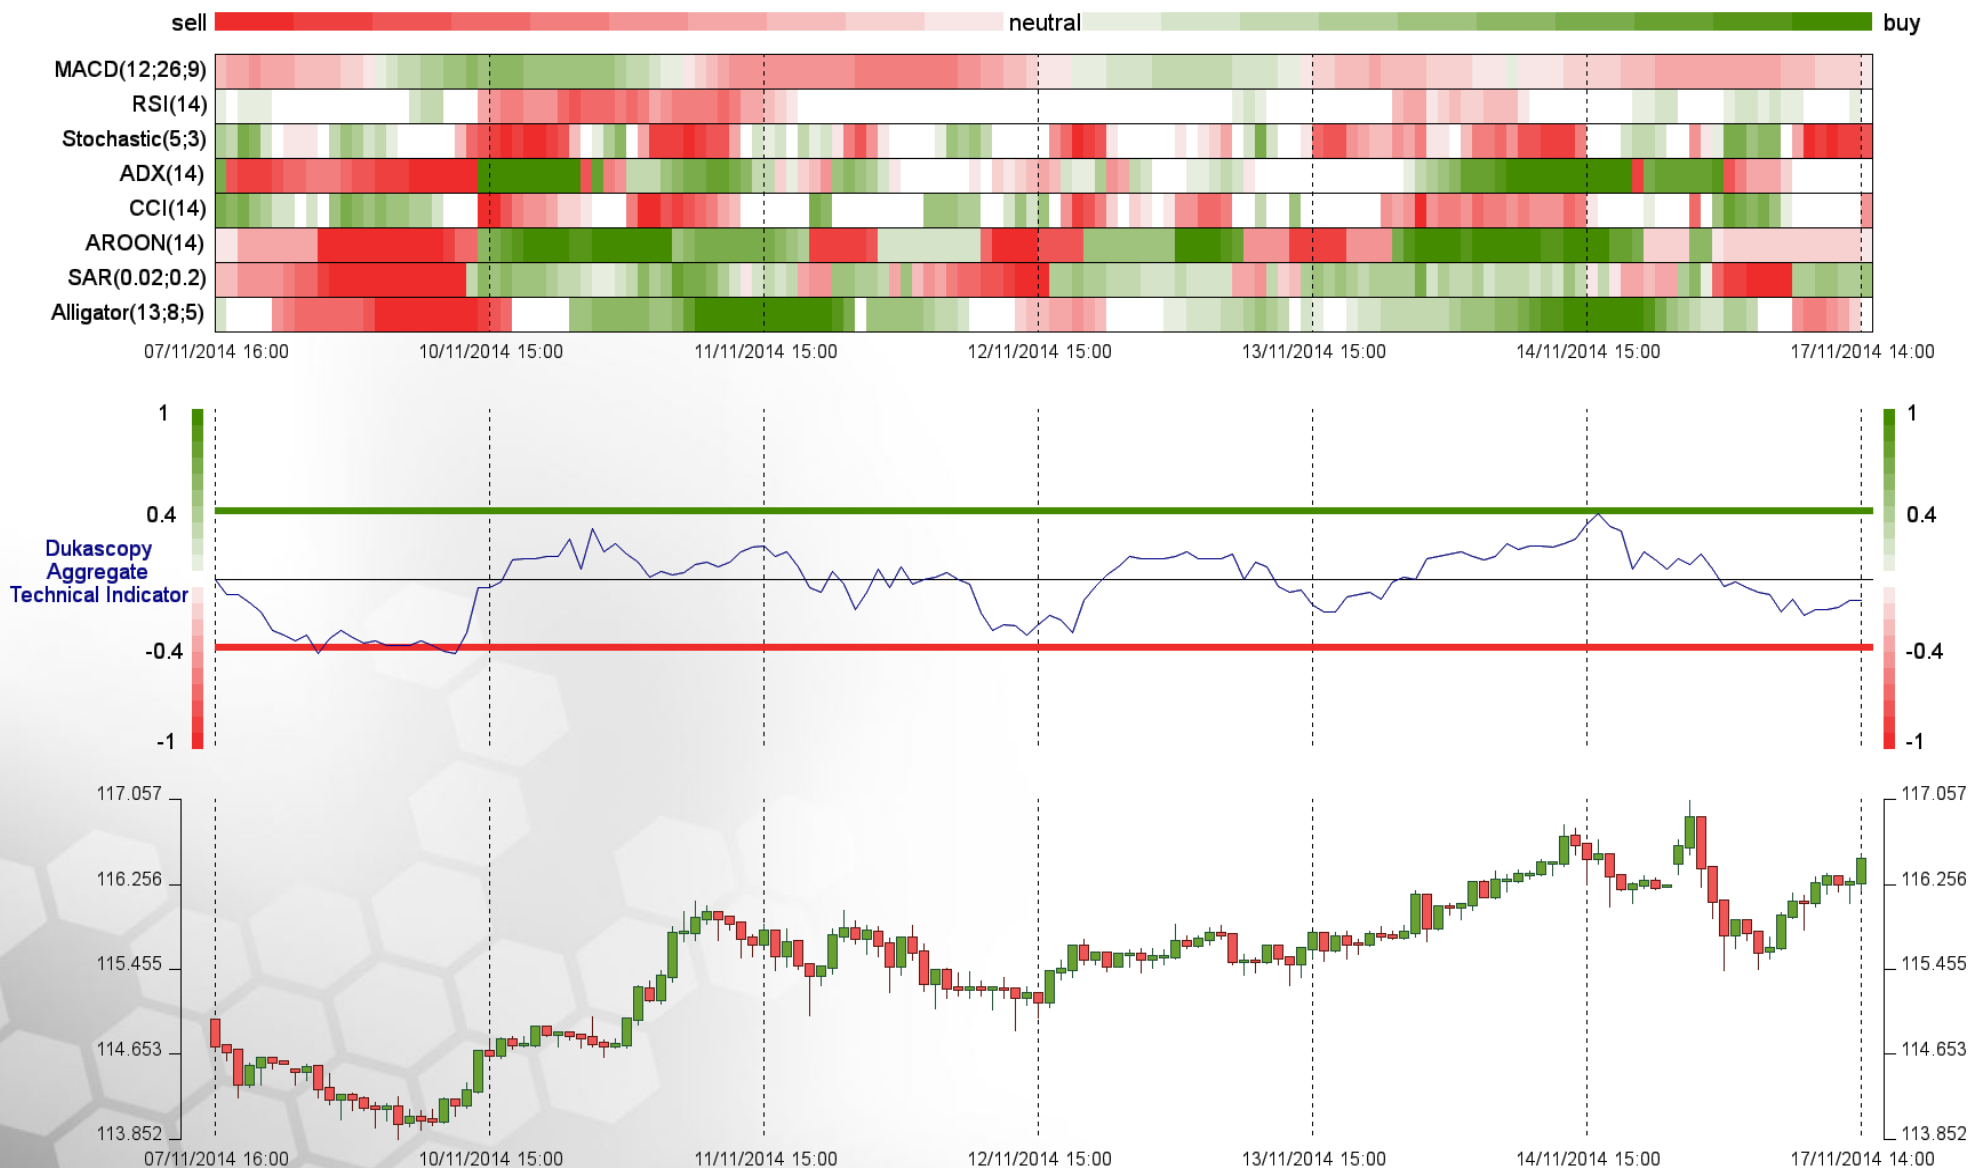 sell neutral buy
MACD(12;26;9)
RSI(14)
Stochastic(5;3)
ADX(14)
CCI(14)
AROON(14)
SAR(0.02;0.2)
Alligator(13;8;5)
07/11/2014 16:00 10/11/2014 15:00 11/11/2014 15:00 12/11/2014 15:00 13/11/2014 15:00 14/11/2014 15:00 17/11/2014 14:00
1 1
0.4 0.4
Dukascopy
Aggregate
Technical Indicator
-0.4 -0.4
-1 -1
117.057 117.057
116.256 116.256
115.455 115.455
114.653 114.653
113.852 113.852
07/11/2014 16:00 10/11/2014 15:00 11/11/2014 15:00 12/11/2014 15:00 13/11/2014 15:00 14/11/2014 15:00 17/11/2014 14:00